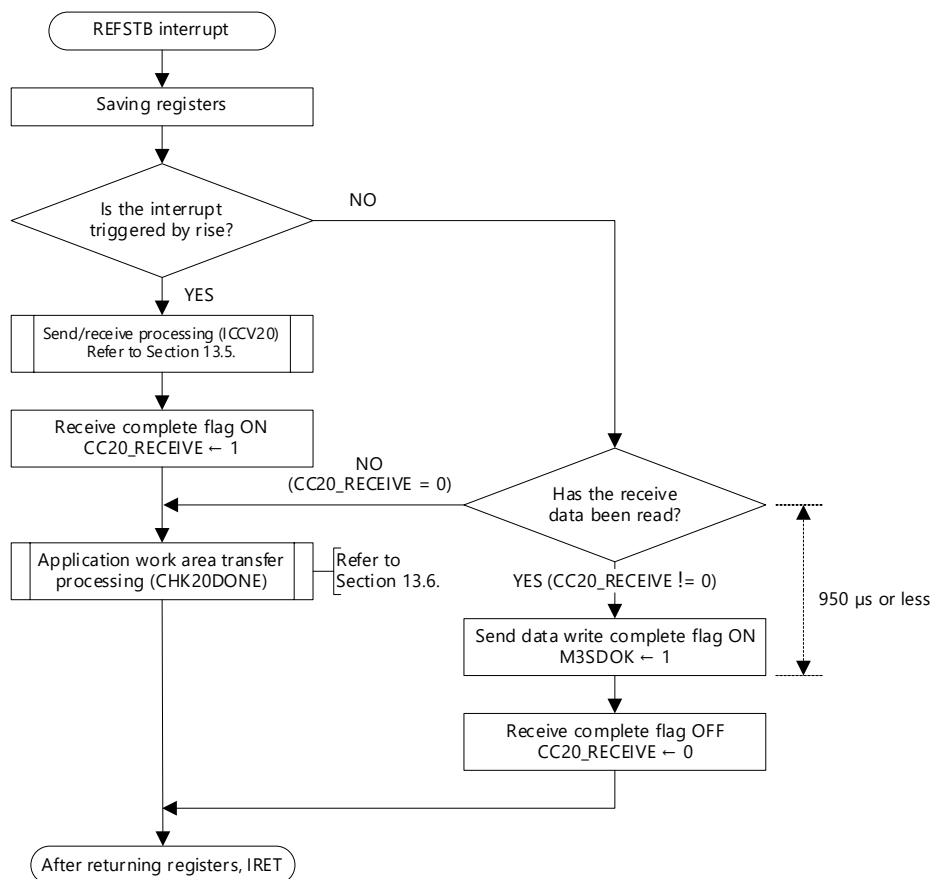 REFSTB interrupt
Saving registers
Is the interrupt
triggered by rise?
NO
YES
Send/receive processing (ICCV20)
Refer to Section 13.5.
Receive complete flag ON
CC20_RECEIVE ← 1
NO
(CC20_RECEIVE = 0)
Has the receive
data been read?
Application work area transfer
processing (CHK20DONE)
Refer to
Section 13.6.
YES (CC20_RECEIVE != 0)
950 µs or less
Send data write complete flag ON
M3SDOK ← 1
Receive complete flag OFF
CC20_RECEIVE ← 0
After returning registers, IRET